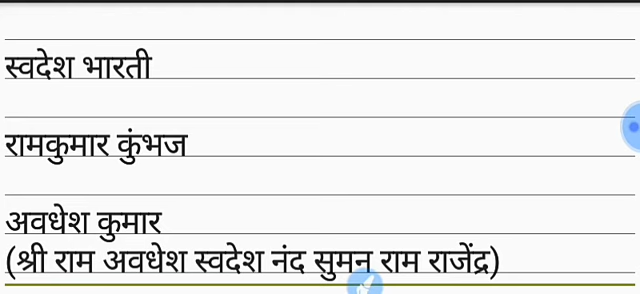 स्वदेश भारती
रामकुमार कुंभज
अवधेश कुमार
(श्री राम अवधेश स्वदेश नंद सुमन राम राजेंद्र)